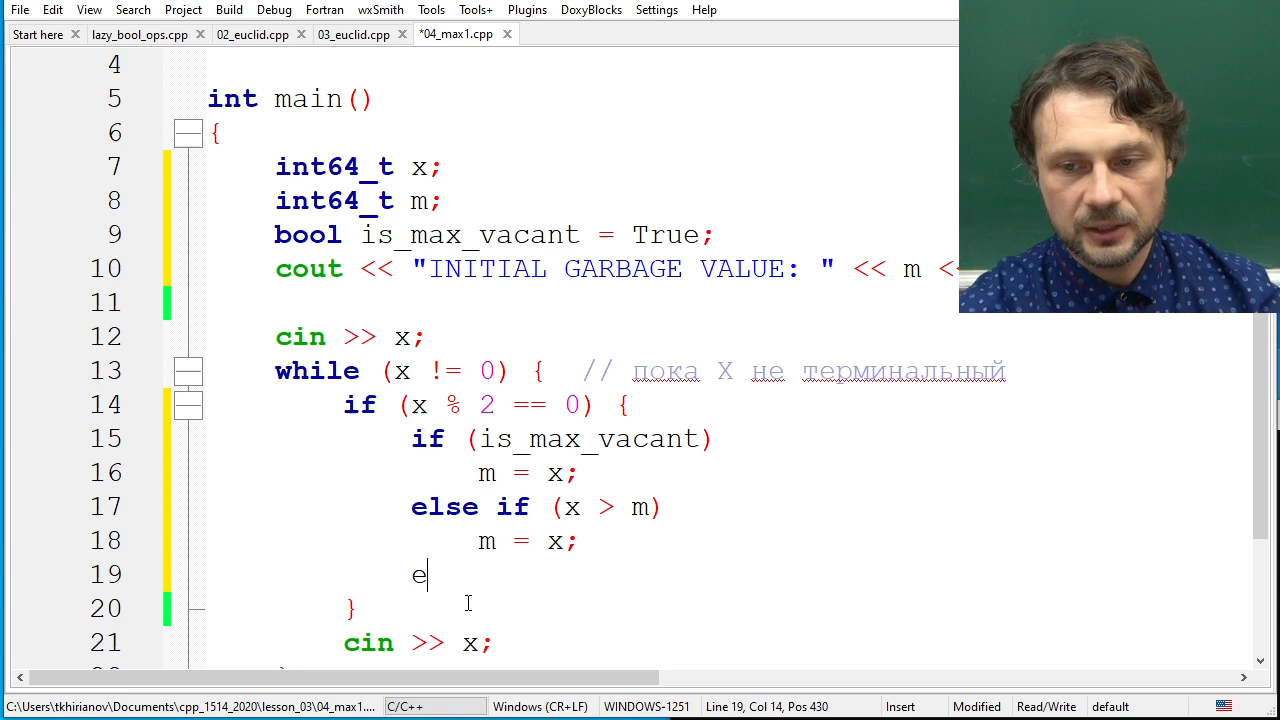 File Edit View Search Project Build Debug Fortran wxSmith Tools Tools+ Plugins DoxyBlocks Settings Help
Start here lazy_bool_ops.cpp 02_euclid.cpp 03_euclid.cpp *04_max1.cpp
4
5 int main()
6 {
7 int64_t x;
8 int64_t m;
9 bool is_max_vacant = True;
10 cout << "INITIAL GARBAGE VALUE: " << m <<
11
12 cin >> x;
13 while (x != 0) { // пока X не терминальный
14 if (x % 2 == 0) {
15 if (is_max_vacant)
16 m = x;
17 else if (x > m)
18 m = x;
19 e
20 }
21 cin >> x;
C:\Users\tkhirianov\Documents\cpp_1514_2020\lesson_03\04_max1.... C/C++ Windows (CR+LF) WINDOWS-1251 Line 19, Col 14, Pos 430 Insert Modified Read/Write default